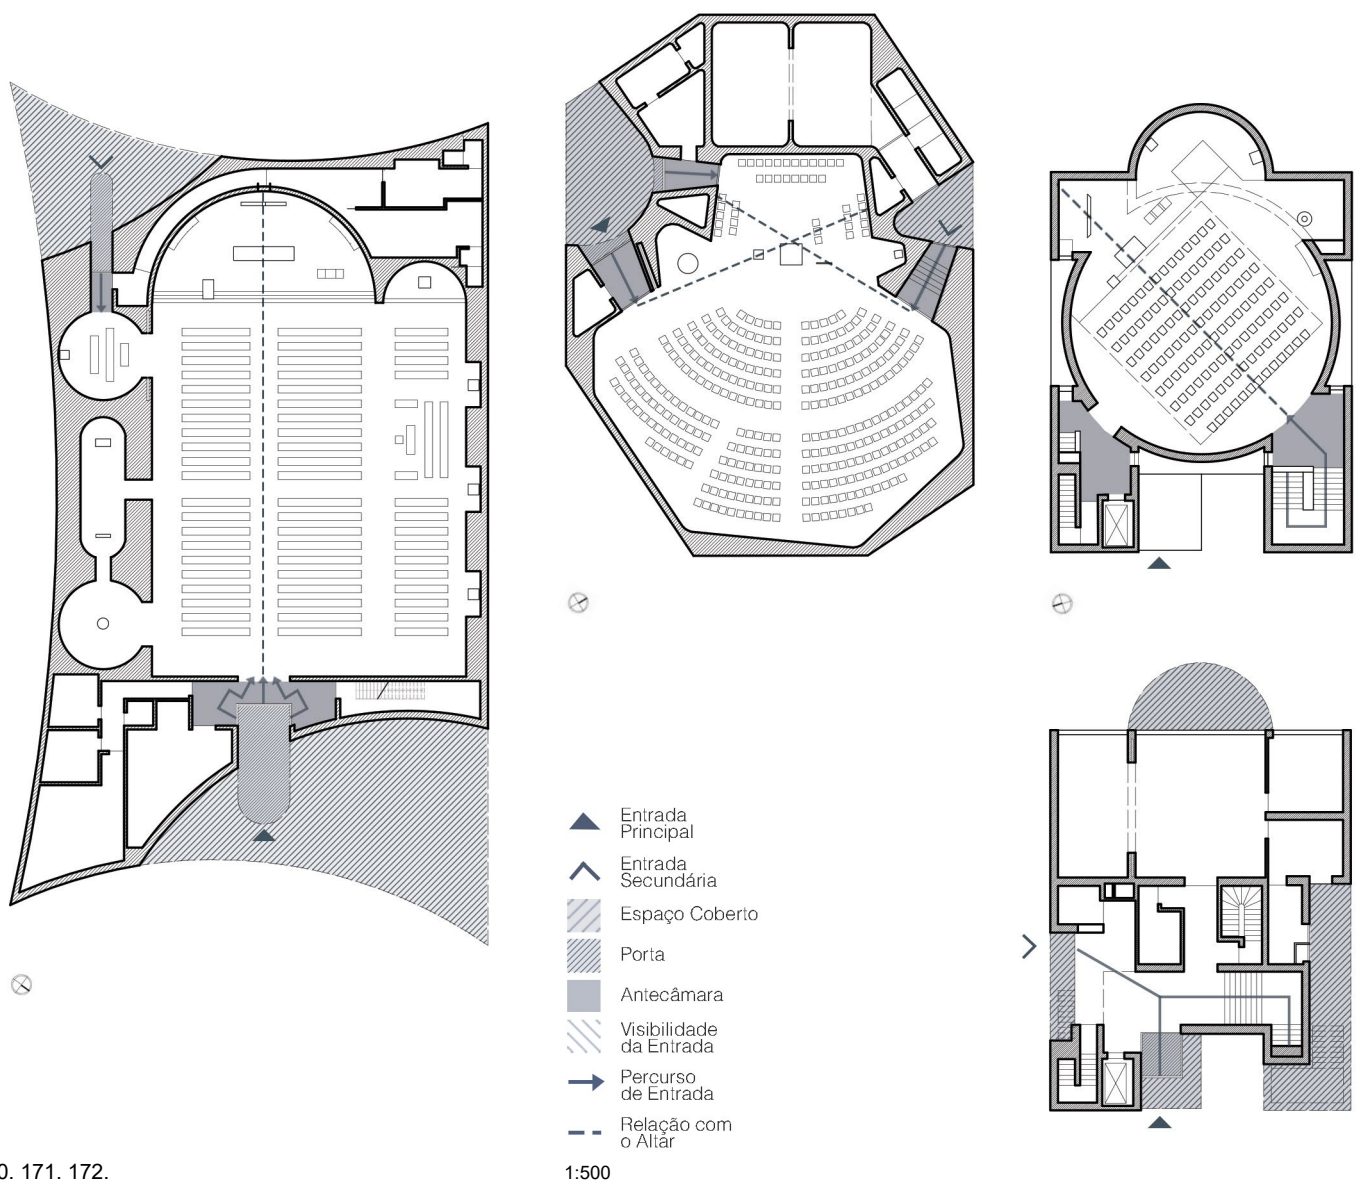 Entrada
Principal
Entrada
Secundária
Espaço Coberto
Porta
Antecâmara
Visibilidade
da Entrada
Percurso
de Entrada
Relação com
o Altar
0. 171. 172.
1:500